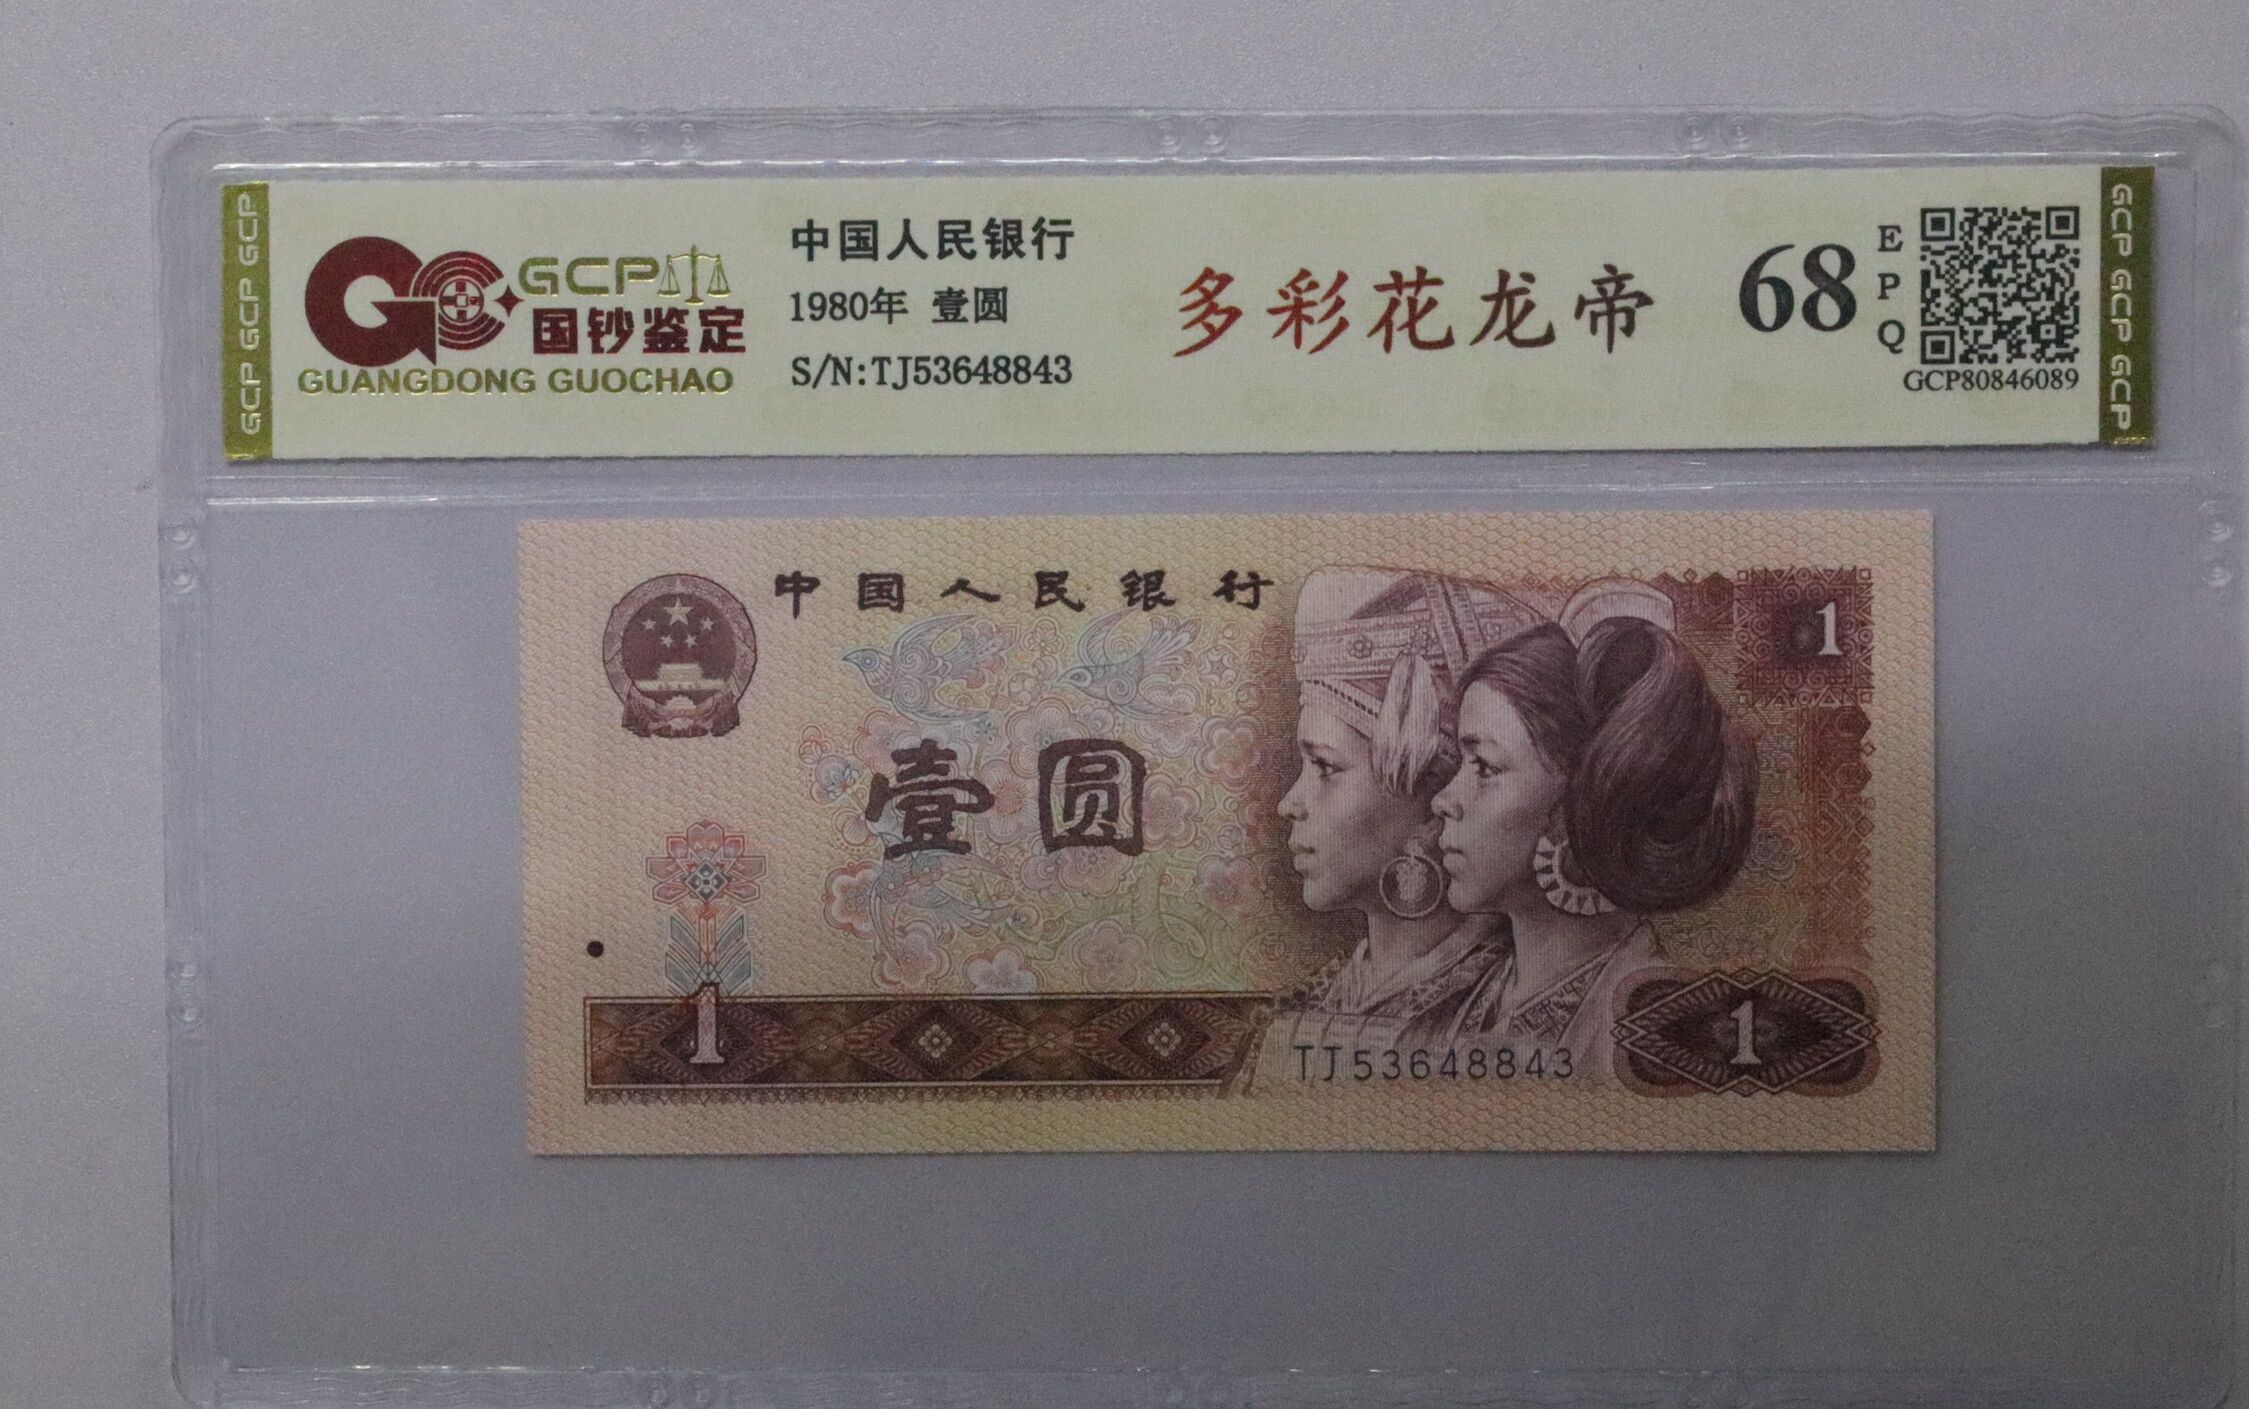 GCP GCP GCP
GCP
国钞鉴定
GUANGDONG GUOCHAO
中国人民银行
1980年 壹圆
S/N:TJ53648843
多彩花龙帝
68
EPQ
GCP80846089
GCP GCP GCP
中国人民银行
1
壹圆
1
TJ53648843
1